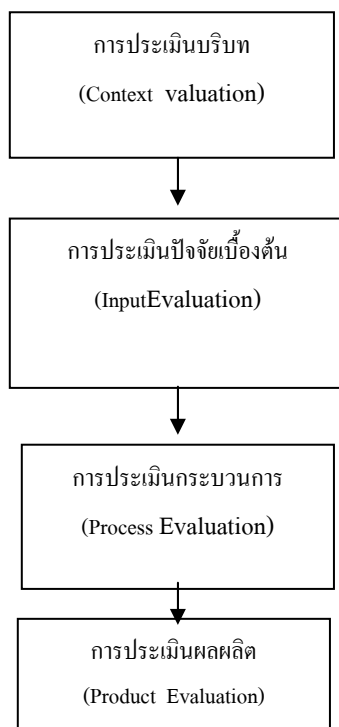 การประเมินบริบท
(Context valuation)
การประเมินปัจจัยเบื้องต้น
(InputEvaluation)
การประเมินกระบวนการ
(Process Evaluation)
การประเมินผลผลิต
(Product Evaluation)